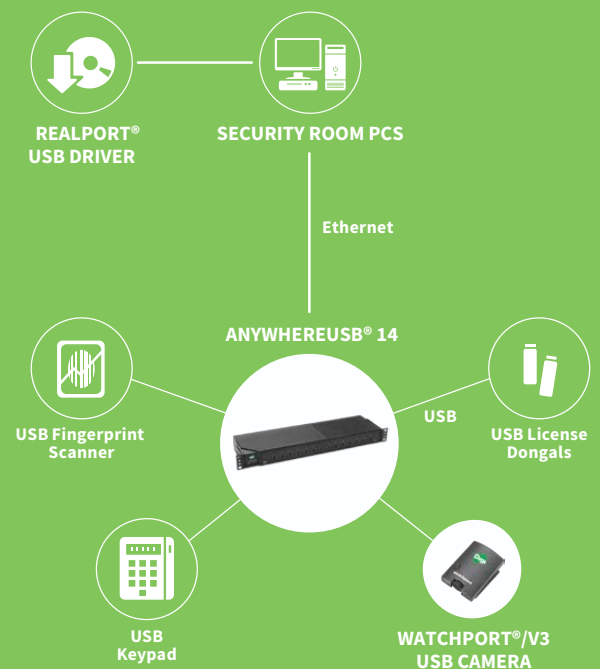 REALPORT®
USB DRIVER
SECURITY ROOM PCS
Ethernet
ANYWHEREUSB® 14
USB Fingerprint
Scanner
USB
USB License
Dongals
Digi
USB
Keypad
WATCHPORT®/V3
USB CAMERA